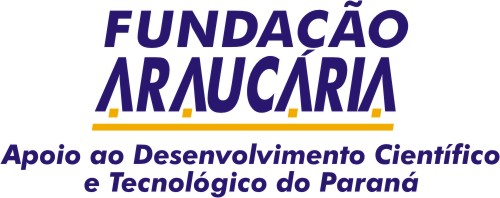 FUNDAÇÃO
ARAUCÁRIA
Apoio ao Desenvolvimento Científico
e Tecnológico do Paraná